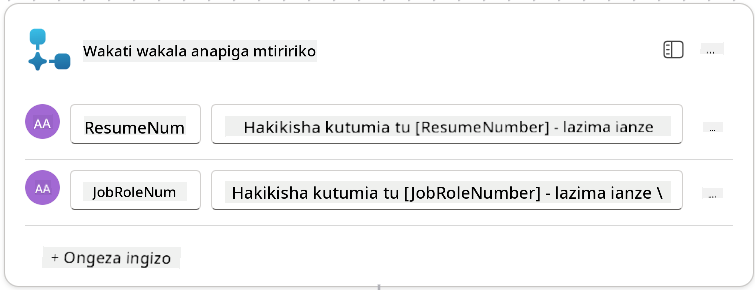 Wakati wakala anapiga mtiririko
...
AA ResumeNum Hakikisha kutumia tu [ResumeNumber] - lazima ianze ...
AA JobRoleNum Hakikisha kutumia tu [JobRoleNumber] - lazima ianze \ ...
+ Ongeza ingizo